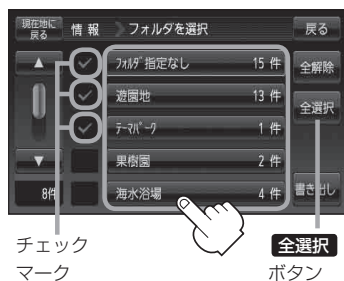 現在地に
戻る
情報
フォルダを選択
戻る
ﾌｫﾙﾀﾞ指定なし 15 件
全解除
遊園地 13 件
全選択
ﾃｰﾏﾊﾟｰｸ 1 件
果樹園 2 件
8件
海水浴場 4 件
書き出し
チェック
マーク
全選択
ボタン